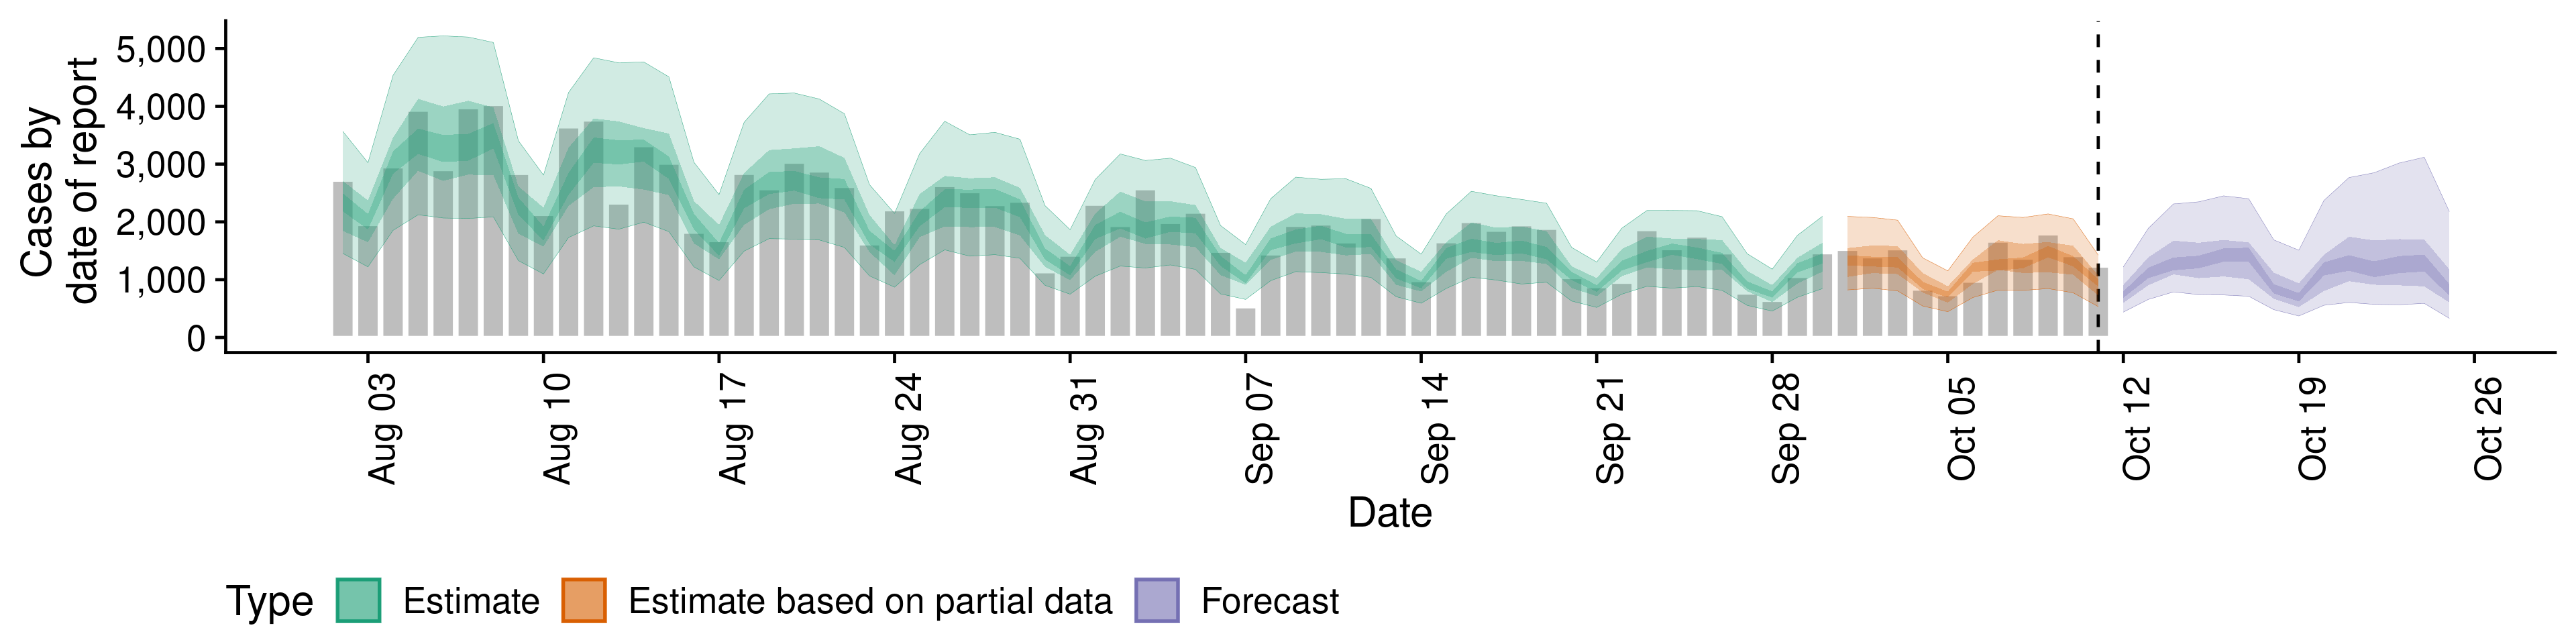 Cases by
date of report
5,000
4,000
3,000
2,000
1,000
0
Aug 03
Aug 10
Aug 17
Aug 24
Aug 31
Sep 07
Sep 14
Sep 21
Sep 28
Oct 05
Oct 12
Oct 19
Oct 26
Date
Type Estimate Estimate based on partial data Forecast